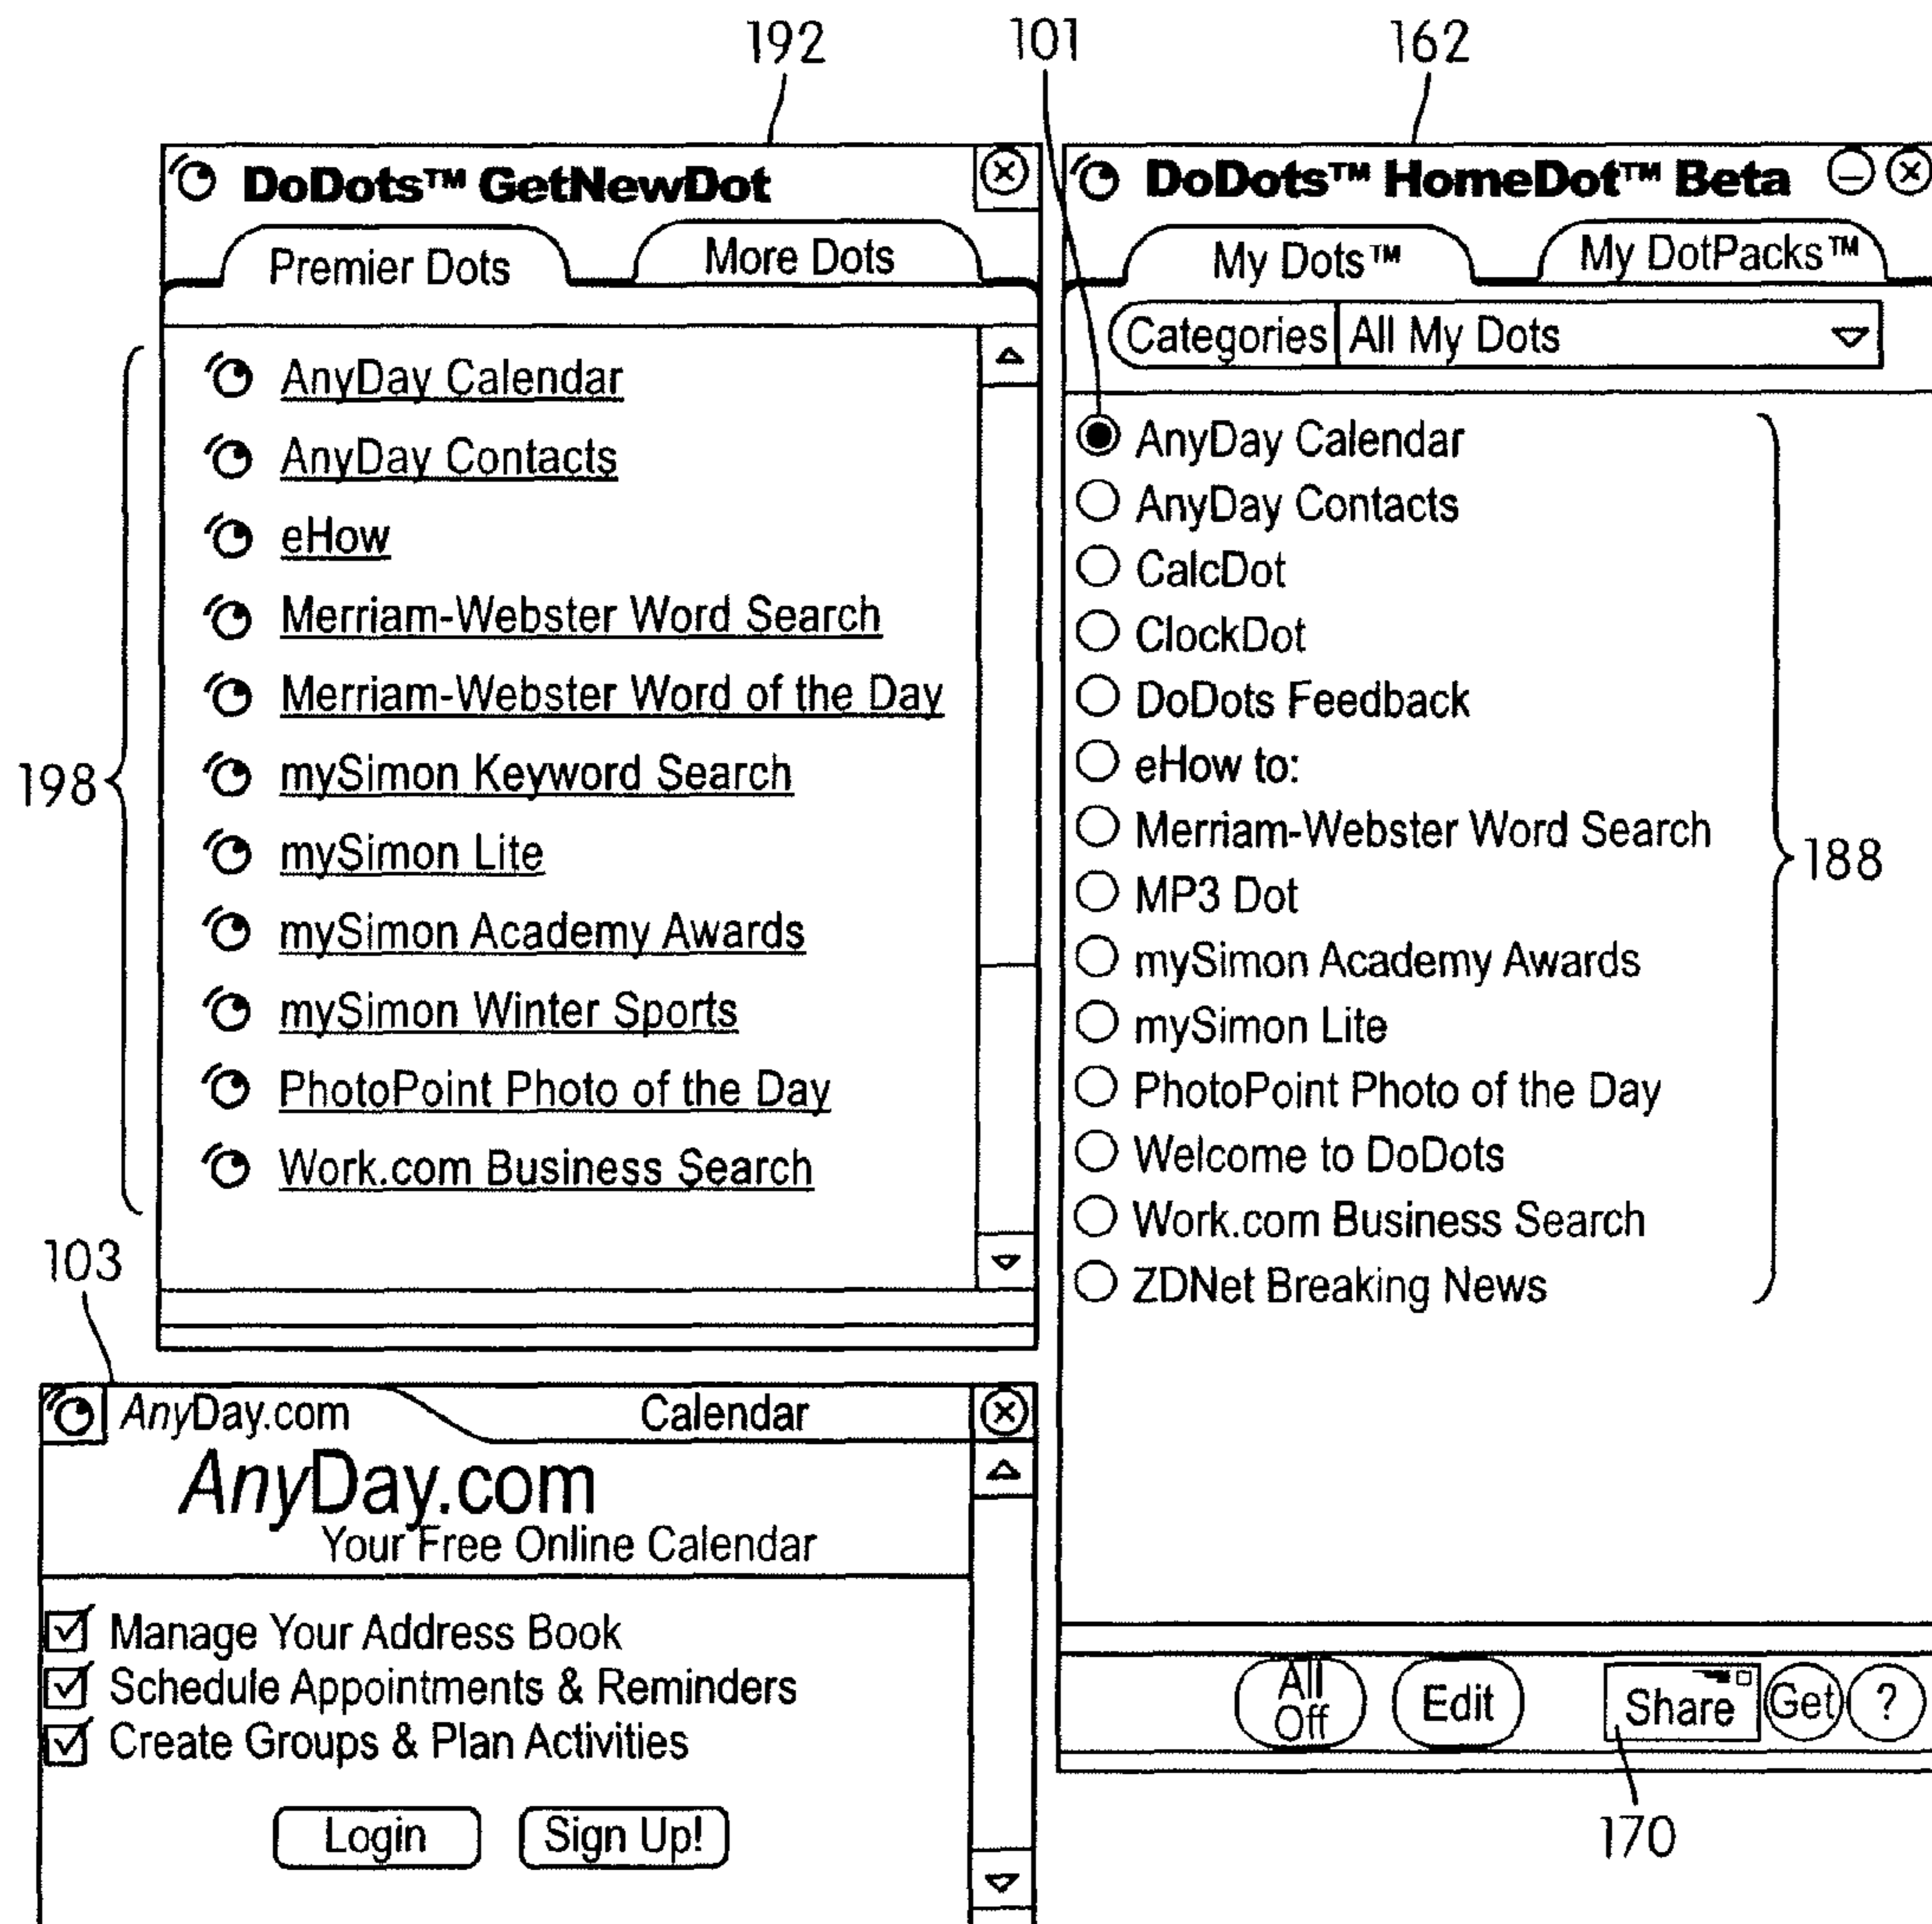 192
101
162
DoDots™ GetNewDot
Premier Dots
More Dots
198
AnyDay Calendar
AnyDay Contacts
eHow
Merriam-Webster Word Search
Merriam-Webster Word of the Day
mySimon Keyword Search
mySimon Lite
mySimon Academy Awards
mySimon Winter Sports
PhotoPoint Photo of the Day
Work.com Business Search
DoDots™ HomeDot™ Beta
My Dots™
My DotPacks™
Categories All My Dots
AnyDay Calendar
AnyDay Contacts
CalcDot
ClockDot
DoDots Feedback
eHow to:
Merriam-Webster Word Search
MP3 Dot
mySimon Academy Awards
mySimon Lite
PhotoPoint Photo of the Day
Welcome to DoDots
Work.com Business Search
ZDNet Breaking News
188
All
Off
Edit
Share
Get
?
170
103
AnyDay.com
Calendar
AnyDay.com
Your Free Online Calendar
Manage Your Address Book
Schedule Appointments & Reminders
Create Groups & Plan Activities
Login
Sign Up!